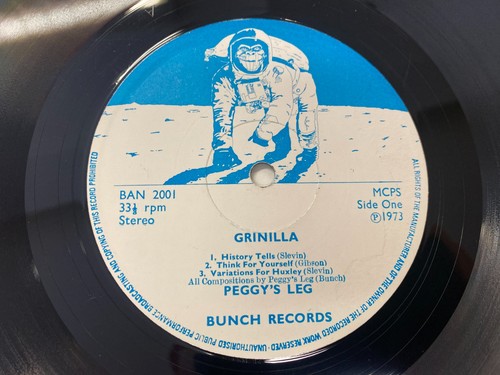 BAN 2001
33⅓ rpm
Stereo
MCPS
Side One
Ⓟ1973
GRINILLA
1. History Tells (Slevin)
2. Think For Yourself (Gibson)
3. Variations For Huxley (Slevin)
All Compositions by Peggy's Leg (Bunch)
PEGGY'S LEG
BUNCH RECORDS
ALL RIGHTS OF THE MANUFACTURER AND OF THE OWNER OF THE RECORDED WORK RESERVED · UNAUTHORISED PUBLIC PERFORMANCE BROADCASTING AND COPYING OF THIS RECORD PROHIBITED